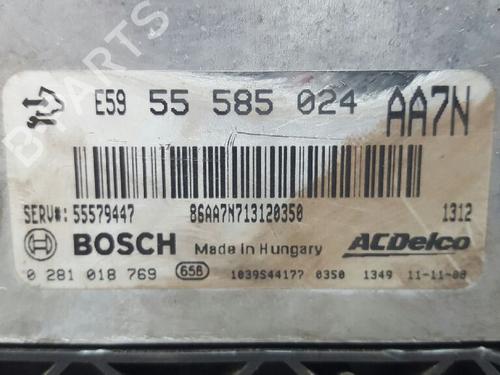 E59 55 585 024 AA7N
SERV#: 55579447 86AA7N713120350 1312
BOSCH Made in Hungary ACDelco
0 281 018 769 658 1039S44177 0350 1349 11-11-08
B PARTS